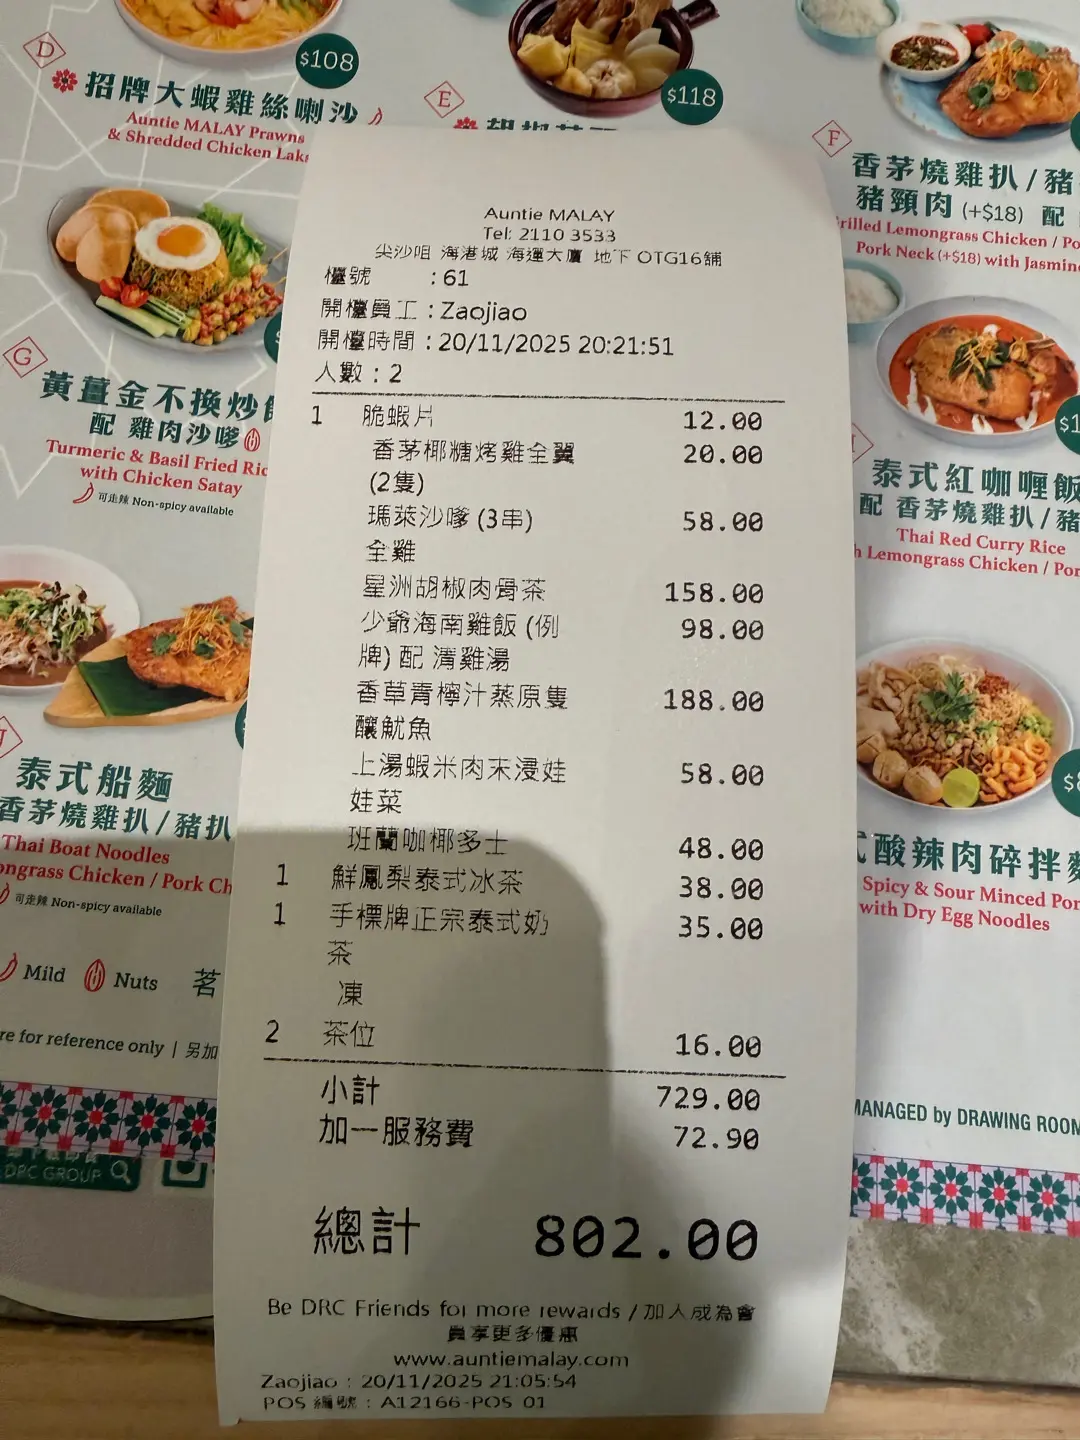 D
$108
招牌大蝦雞絲喇沙
Auntie MALAY Prawns
& Shredded Chicken
E
$118
F
香茅燒雞扒/豬
豬頸肉 (+$18) 配
Lemongrass Chicken /
Pork Neck (+$18) with
G
黃薑金不換炒
配 雞肉沙嗲
Turmeric & Basil Fried
with Chicken Satay
可走辣 Non-spicy available
泰式紅咖喱飯
配 香茅燒雞扒/豬
Thai Red Curry Rice
Lemongrass Chicken /
泰式船麵
香茅燒雞扒/豬扒
Thai Boat Noodles
Chicken / Pork
可走辣 Non-spicy available
Mild
Nuts
茗
for reference only | 另加
DRC GROUP
酸辣肉碎拌
Spicy & Sour Minced
with Dry Egg Noodles
MANAGED by DRAWING ROOM
Auntie MALAY
Tel: 2110 3533
尖沙咀 海港城 海運大廈 地下 OTG16舖
檯號 : 61
開檯員工 : Zaojiao
開檯時間 : 20/11/2025 20:21:51
人數 : 2
1 脆蝦片 12.00
香茅椰糖烤雞全翼 20.00
(2隻)
瑪萊沙嗲 (3串) 58.00
全雞
星洲胡椒肉骨茶 158.00
少爺海南雞飯 (例 98.00
牌) 配 清雞湯
香草青檸汁蒸原隻 188.00
釀魷魚
上湯蝦米肉末浸娃 58.00
娃菜
班蘭咖椰多士 48.00
1 鮮鳳梨泰式冰茶 38.00
1 手標牌正宗泰式奶 35.00
茶
凍
2 茶位 16.00
小計 729.00
加一服務費 72.90
總計 802.00
Be DRC Friends for more rewards / 加入成為會
員享更多優惠
www.auntiemalay.com
Zaojiao : 20/11/2025 21:05:54
POS 編號 : A12166-POS 01